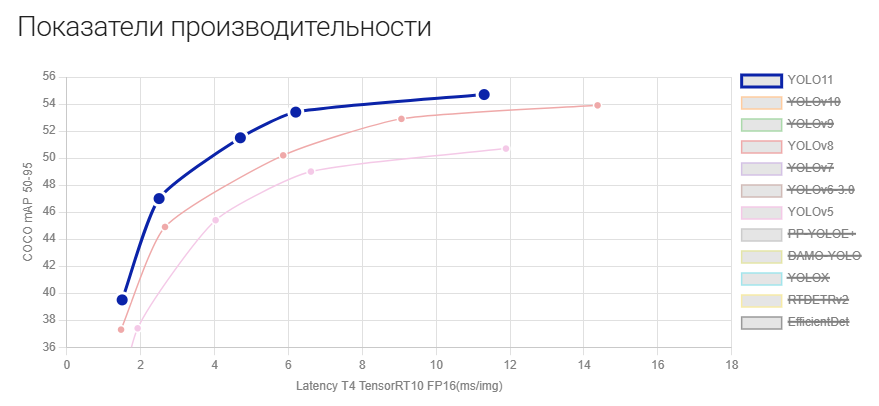 Показатели производительности
COCO mAP 50-95
56
54
52
50
48
46
44
42
40
38
36
0 2 4 6 8 10 12 14 16 18
Latency T4 TensorRT10 FP16(ms/img)
YOLO11
YOLOv10
YOLOv9
YOLOv8
YOLOv7
YOLOv6-3.0
YOLOv5
PP-YOLOE+
DAMO-YOLO
YOLOX
RTDETRv2
EfficientDet